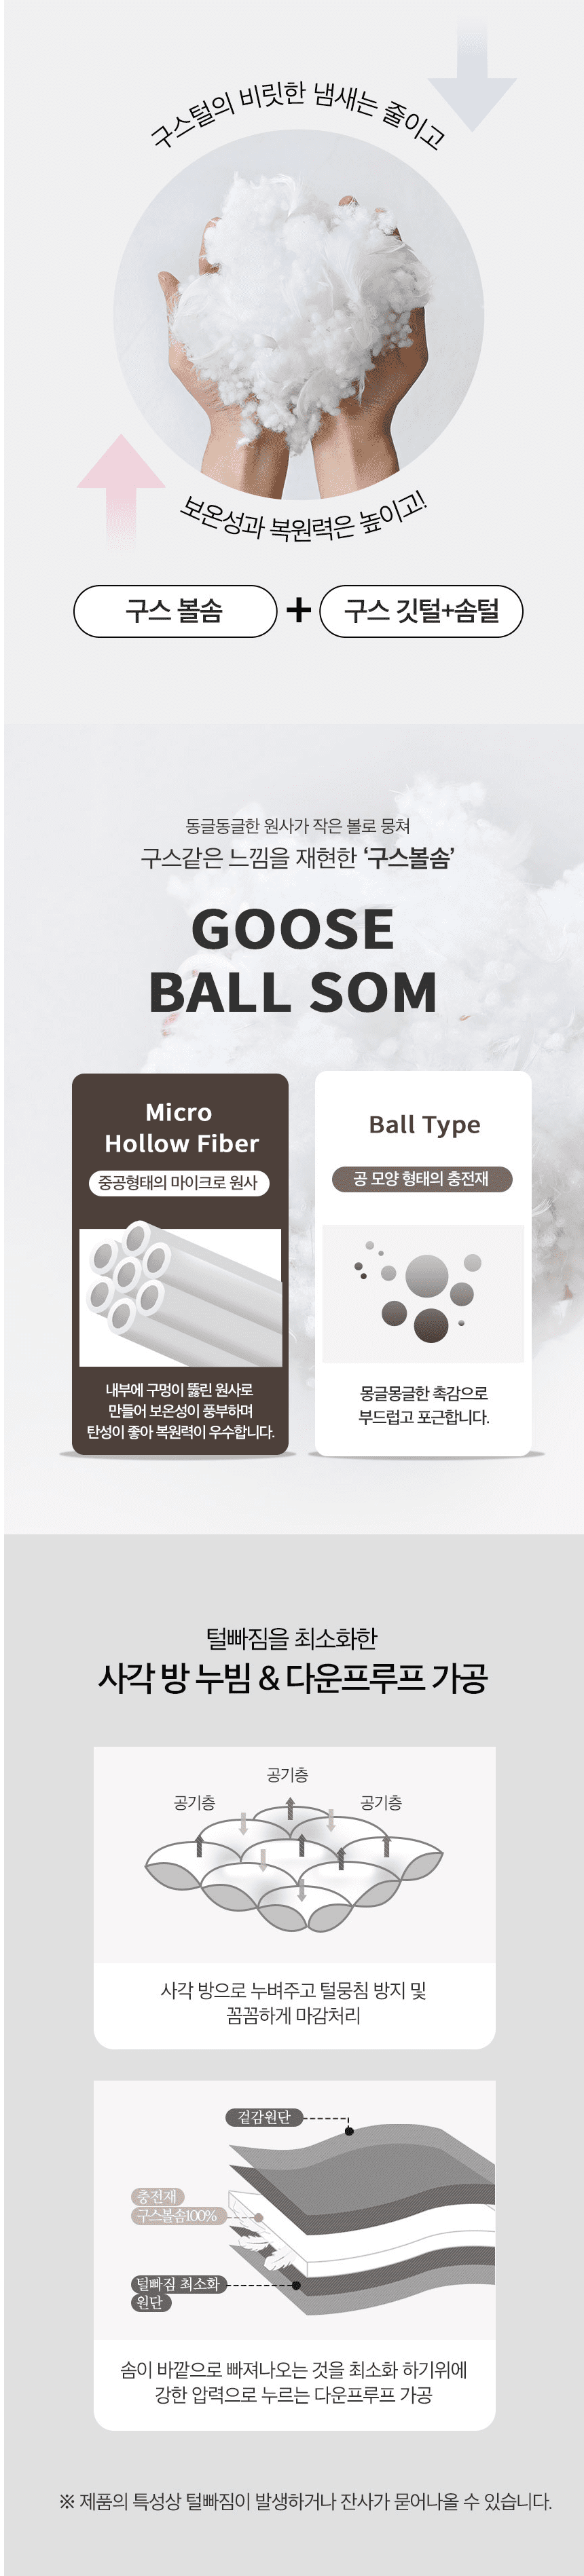 구스털의 비릿한 냄새는 줄이고
보온성과 복원력은 높이고!
구스 볼솜 + 구스 깃털+솜털
동글동글한 원사가 작은 볼로 뭉쳐
구스같은 느낌을 재현한 ‘구스볼솜’
GOOSE
BALL SOM
Micro
Hollow Fiber
중공형태의 마이크로 원사
내부에 구멍이 뚫린 원사로
만들어 보온성이 풍부하며
탄성이 좋아 복원력이 우수합니다.
Ball Type
공 모양 형태의 충전재
몽글몽글한 촉감으로
부드럽고 포근합니다.
털빠짐을 최소화한
사각 방 누빔 & 다운프루프 가공
공기층
공기층
공기층
사각 방으로 누벼주고 털뭉침 방지 및
꼼꼼하게 마감처리
겉감원단
충전재
구스볼솜100%
털빠짐 최소화
원단
솜이 바깥으로 빠져나오는 것을 최소화 하기위에
강한 압력으로 누르는 다운프루프 가공
※ 제품의 특성상 털빠짐이 발생하거나 잔사가 묻어나올 수 있습니다.